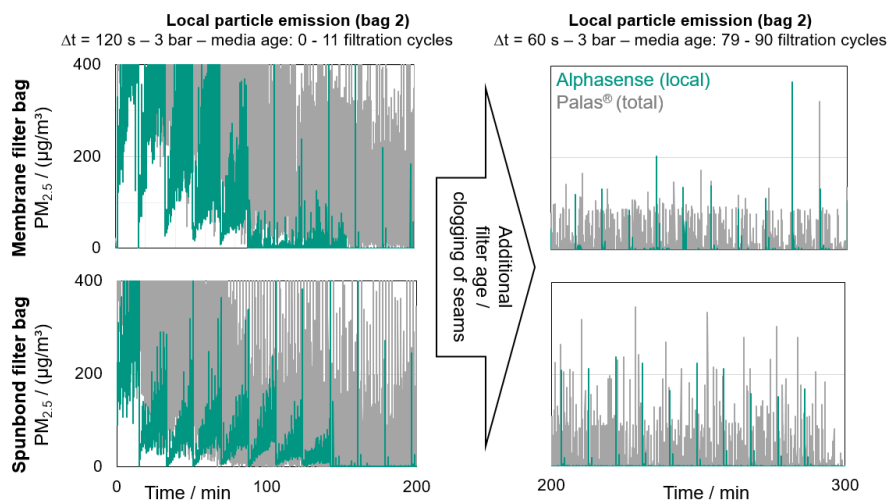 Local particle emission (bag 2)
Δt = 120 s – 3 bar – media age: 0 - 11 filtration cycles
Local particle emission (bag 2)
Δt = 60 s – 3 bar – media age: 79 - 90 filtration cycles
Membrane filter bag
PM2.5 / (µg/m³)
400
200
0
Alphasense (local)
Palas® (total)
Additional
filter age /
clogging of seams
Spunbond filter bag
PM2.5 / (µg/m³)
400
200
0
0
100
200
Time / min
200
300
Time / min